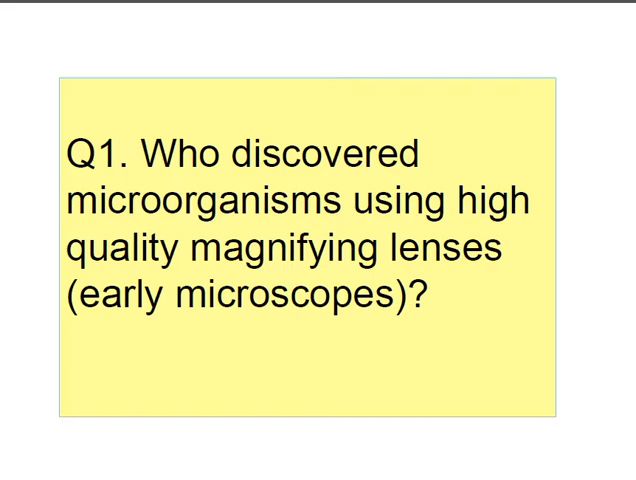 Q1. Who discovered
microorganisms using high
quality magnifying lenses
(early microscopes)?